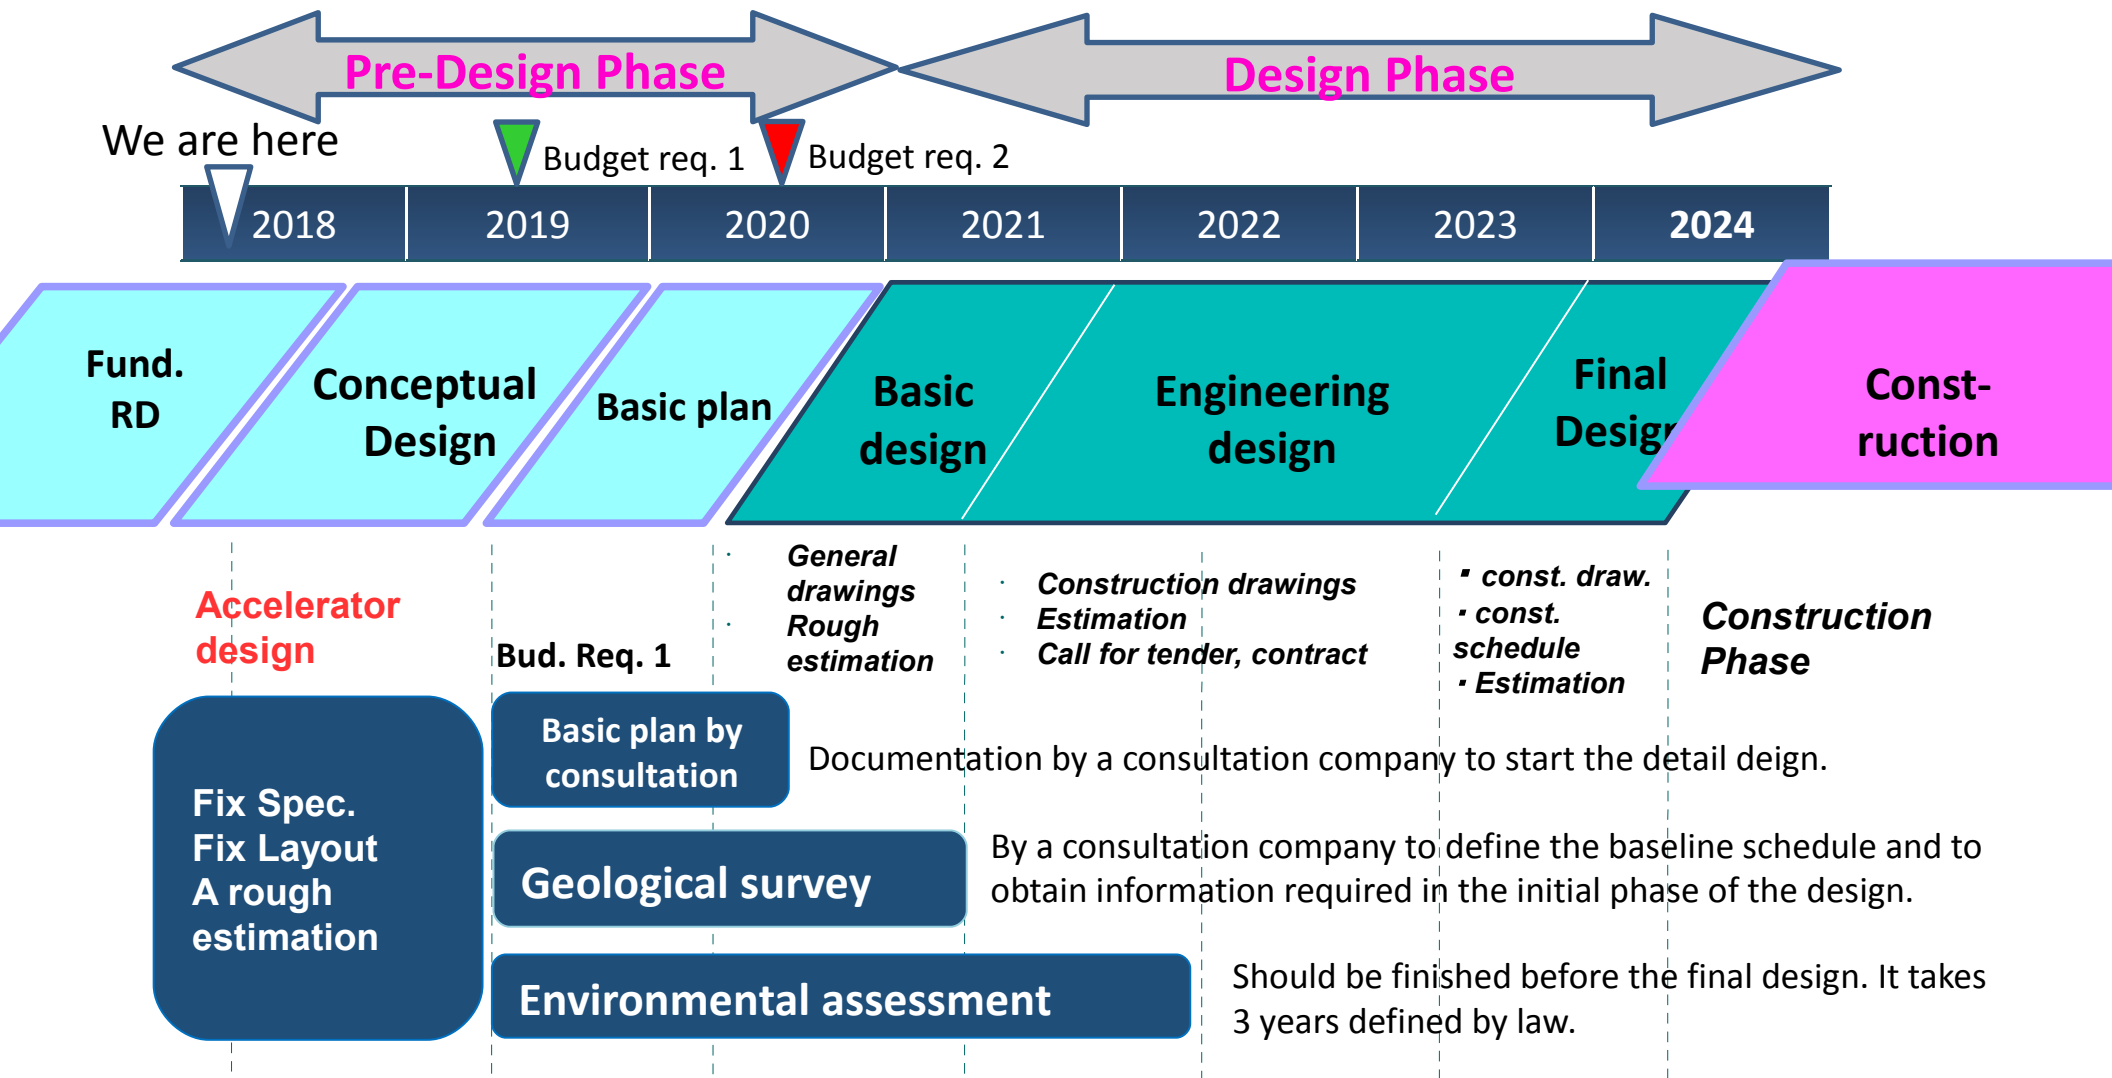 Pre-Design Phase
Design Phase
We are here
Budget req. 1
Budget req. 2
2018
2019
2020
2021
2022
2023
2024
Fund.
RD
Conceptual
Design
Basic plan
Basic
design
Engineering
design
Final
Design
Const-
ruction
Accelerator
design
Bud. Req. 1
· General
drawings
· Rough
estimation
· Construction drawings
· Estimation
· Call for tender, contract
・const. draw.
・const.
schedule
・Estimation
Construction
Phase
Fix Spec.
Fix Layout
A rough
estimation
Basic plan by
consultation
Documentation by a consultation company to start the detail deign.
Geological survey
By a consultation company to define the baseline schedule and to
obtain information required in the initial phase of the design.
Environmental assessment
Should be finished before the final design. It takes
3 years defined by law.